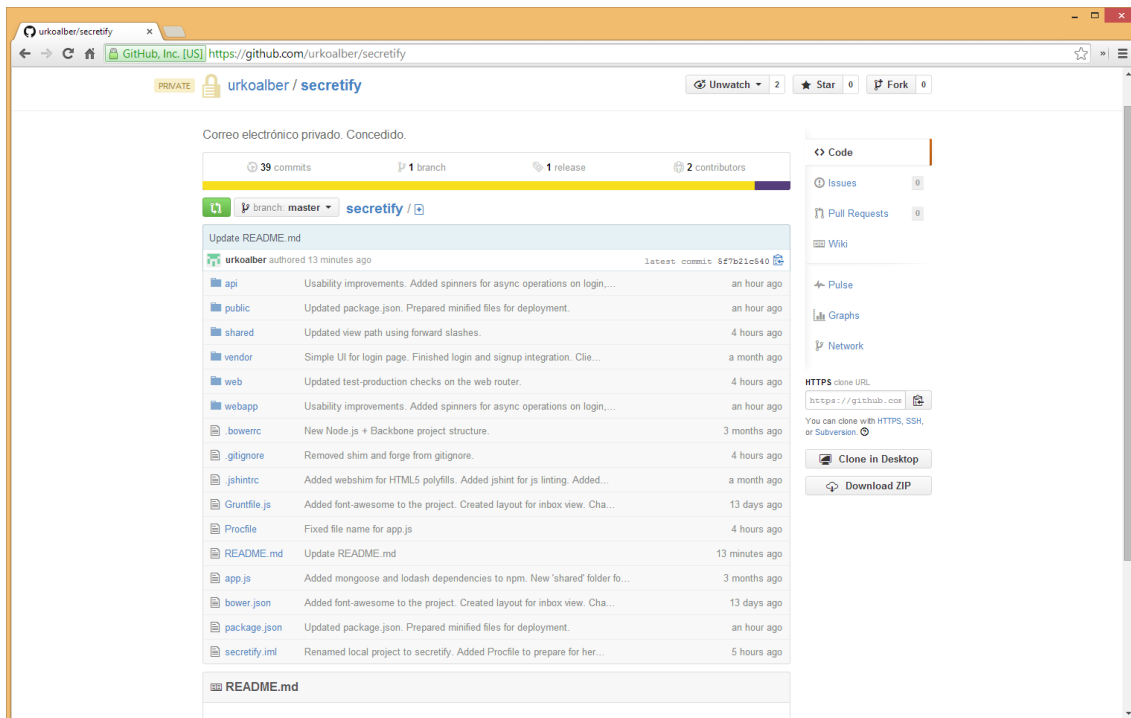 urkoalber/secretify
GitHub, Inc. [US] https://github.com/urkoalber/secretify
PRIVATE urkoalber / secretify Unwatch 2 Star 0 Fork 0
Correo electrónico privado. Concedido.
39 commits 1 branch 1 release 2 contributors
branch: master secretify /
Update README.md
urkoalber authored 13 minutes ago latest commit 5f7b21c540
api Usability improvements. Added spinners for async operations on login,... an hour ago
public Updated package.json. Prepared minified files for deployment. an hour ago
shared Updated view path using forward slashes. 4 hours ago
vendor Simple UI for login page. Finished login and signup integration. Clie... a month ago
web Updated test-production checks on the web router. 4 hours ago
webapp Usability improvements. Added spinners for async operations on login,... an hour ago
.bowerrc New Node.js + Backbone project structure. 3 months ago
.gitignore Removed shim and forge from gitignore. 4 hours ago
.jshintrc Added webshim for HTML5 polyfills. Added jshint for js linting. Added... a month ago
Gruntfile.js Added font-awesome to the project. Created layout for inbox view. Cha... 13 days ago
Procfile Fixed file name for app.js 4 hours ago
README.md Update README.md 13 minutes ago
app.js Added mongoose and lodash dependencies to npm. New 'shared' folder fo... 3 months ago
bower.json Added font-awesome to the project. Created layout for inbox view. Cha... 13 days ago
package.json Updated package.json. Prepared minified files for deployment. an hour ago
secretify.iml Renamed local project to secretify. Added Procfile to prepare for her... 5 hours ago
README.md
Code
Issues 0
Pull Requests 0
Wiki
Pulse
Graphs
Network
HTTPS clone URL
https://github.com
You can clone with HTTPS, SSH,
or Subversion.
Clone in Desktop
Download ZIP